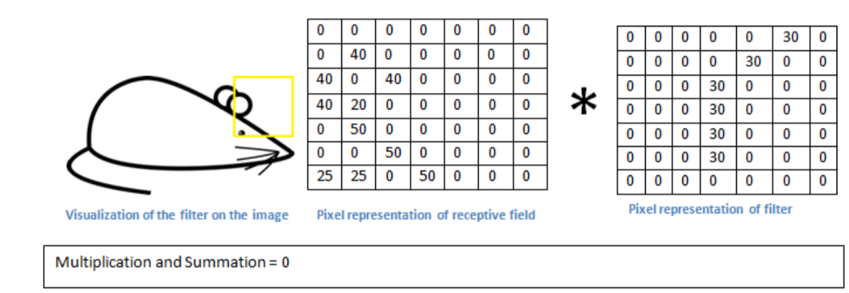 0 0 0 0 0 0 0
0 40 0 0 0 0 0
40 0 40 0 0 0 0
40 20 0 0 0 0 0
0 50 0 0 0 0 0
0 0 50 0 0 0 0
25 25 0 50 0 0 0
*
0 0 0 0 0 30 0
0 0 0 0 30 0 0
0 0 0 30 0 0 0
0 0 0 30 0 0 0
0 0 0 30 0 0 0
0 0 0 30 0 0 0
0 0 0 0 0 0 0
Visualization of the filter on the image
Pixel representation of receptive field
Pixel representation of filter
Multiplication and Summation = 0